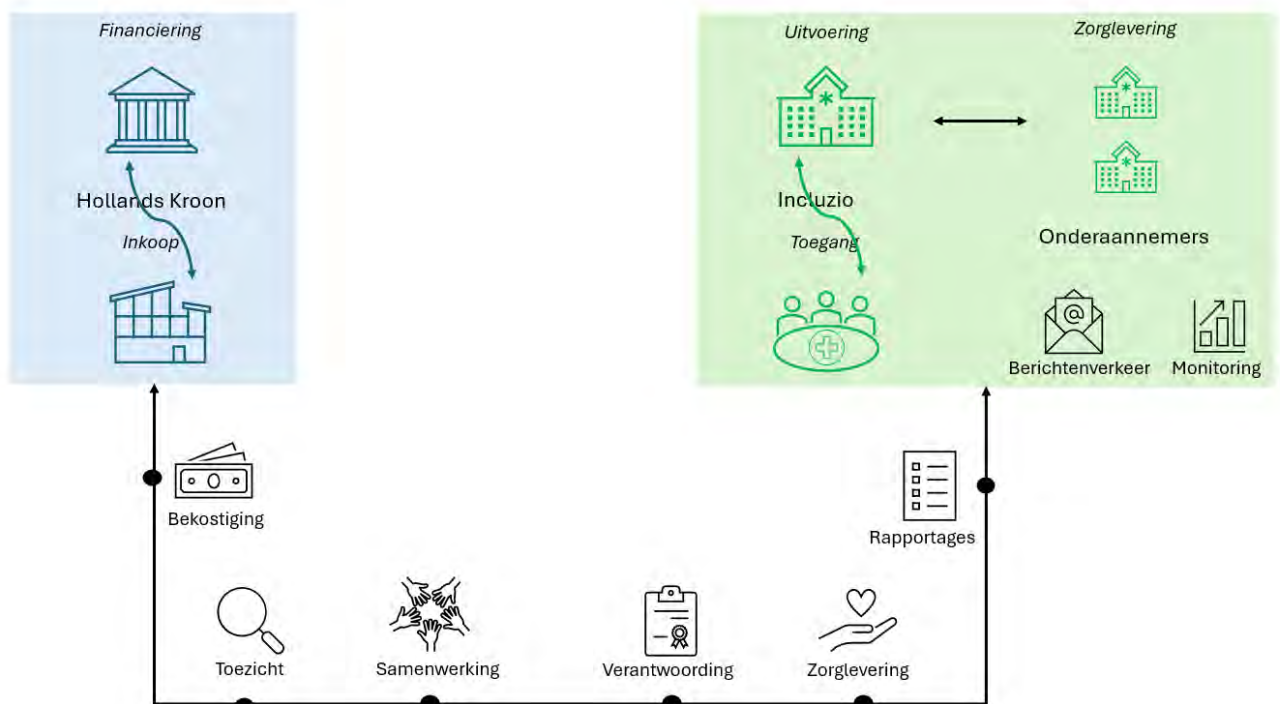 Financiering
Hollands Kroon
Inkoop
Uitvoering
Zorglevering
Incluzio
Toegang
Onderaannemers
Berichtenverkeer
Monitoring
Bekostiging
Rapportages
Toezicht
Samenwerking
Verantwoording
Zorglevering